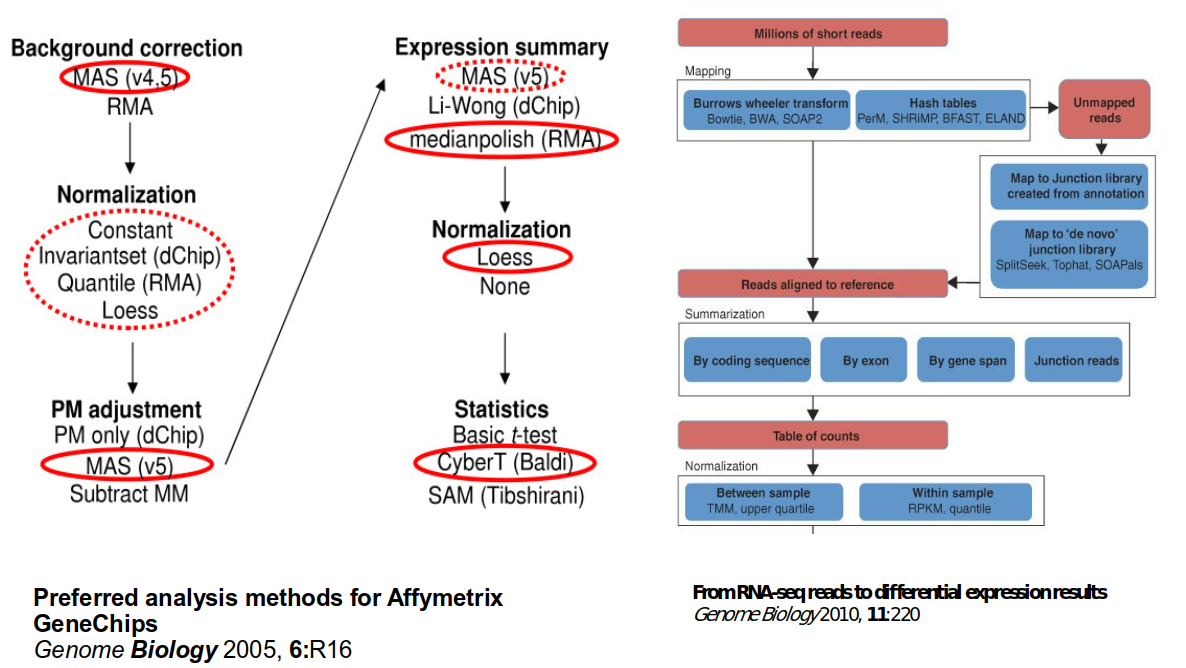 Background correction
MAS (v4,5)
RMA
Normalization
Constant
Invariantset (dChip)
Quantile (RMA)
Loess
PM adjustment
PM only (dChip)
MAS (v5)
Subtract MM
Expression summary
MAS (v5)
Li-Wong (dChip)
medianpolish (RMA)
Normalization
Loess
None
Statistics
Basic t-test
CyberT (Baldi)
SAM (Tibshirani)
Preferred analysis methods for Affymetrix
GeneChips
Genome Biology 2005, 6:R16
Millions of short reads
Mapping
Burrows wheeler transform
Bowtie, BWA, SOAP2
Hash tables
PerM, SHRiMP, BFAST, ELAND
Unmapped
reads
Map to Junction library
created from annotation
Map to ‘de novo’
junction library
SplitSeek, Tophat, SOAPals
Reads aligned to reference
Summarization
By coding sequence
By exon
By gene span
Junction reads
Table of counts
Normalization
Between sample
TMM, upper quartile
Within sample
RPKM, quantile
From RNA-seq reads to differential expression results
Genome Biology 2010, 11:220